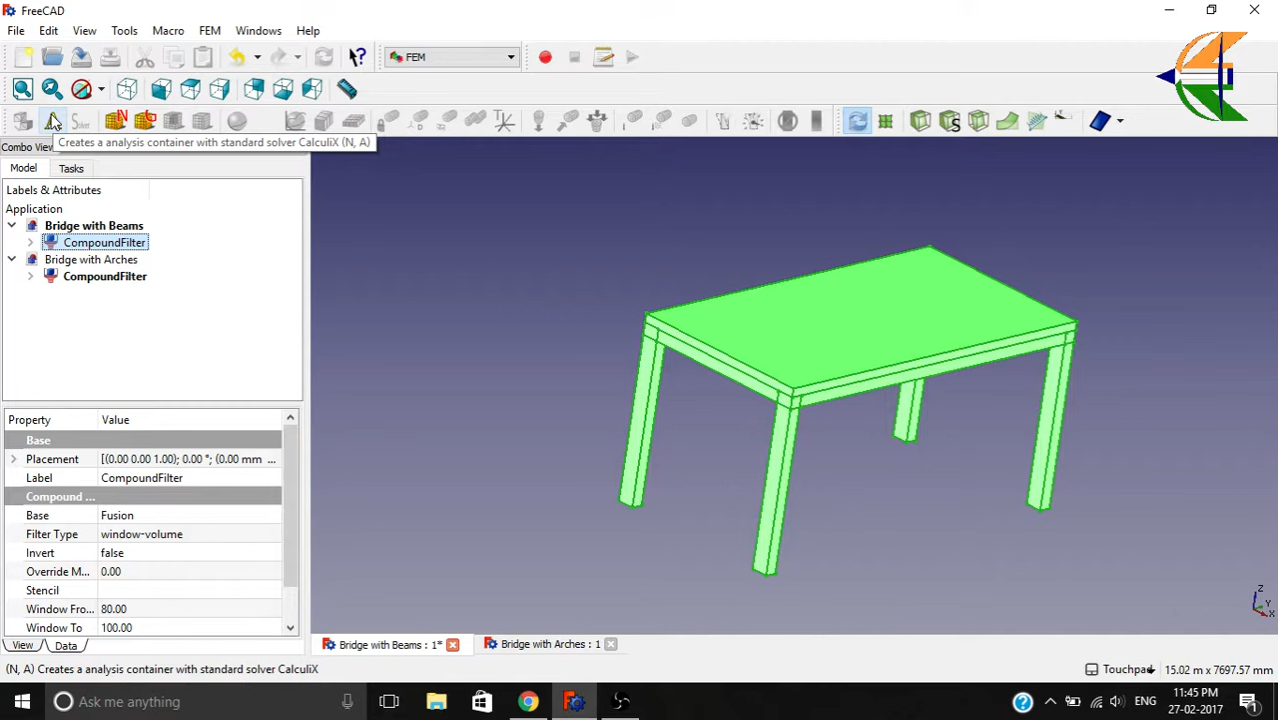 FreeCAD
File Edit View Tools Macro FEM Windows Help
FEM
Solver
Creates a analysis container with standard solver CalculiX (N, A)
Combo View
Model Tasks
Labels & Attributes
Application
Bridge with Beams
CompoundFilter
Bridge with Arches
CompoundFilter
Property Value
Base
Placement [(0.00 0.00 1.00); 0.00 °; (0.00 mm ...
Label CompoundFilter
Compound ...
Base Fusion
Filter Type window-volume
Invert false
Override M... 0.00
Stencil
Window Fro... 80.00
Window To 100.00
View Data
Bridge with Beams : 1* Bridge with Arches : 1
Z
Y
X
(N, A) Creates a analysis container with standard solver CalculiX
Touchpad 15.02 m x 7697.57 mm
Ask me anything
ENG
11:45 PM
27-02-2017
1